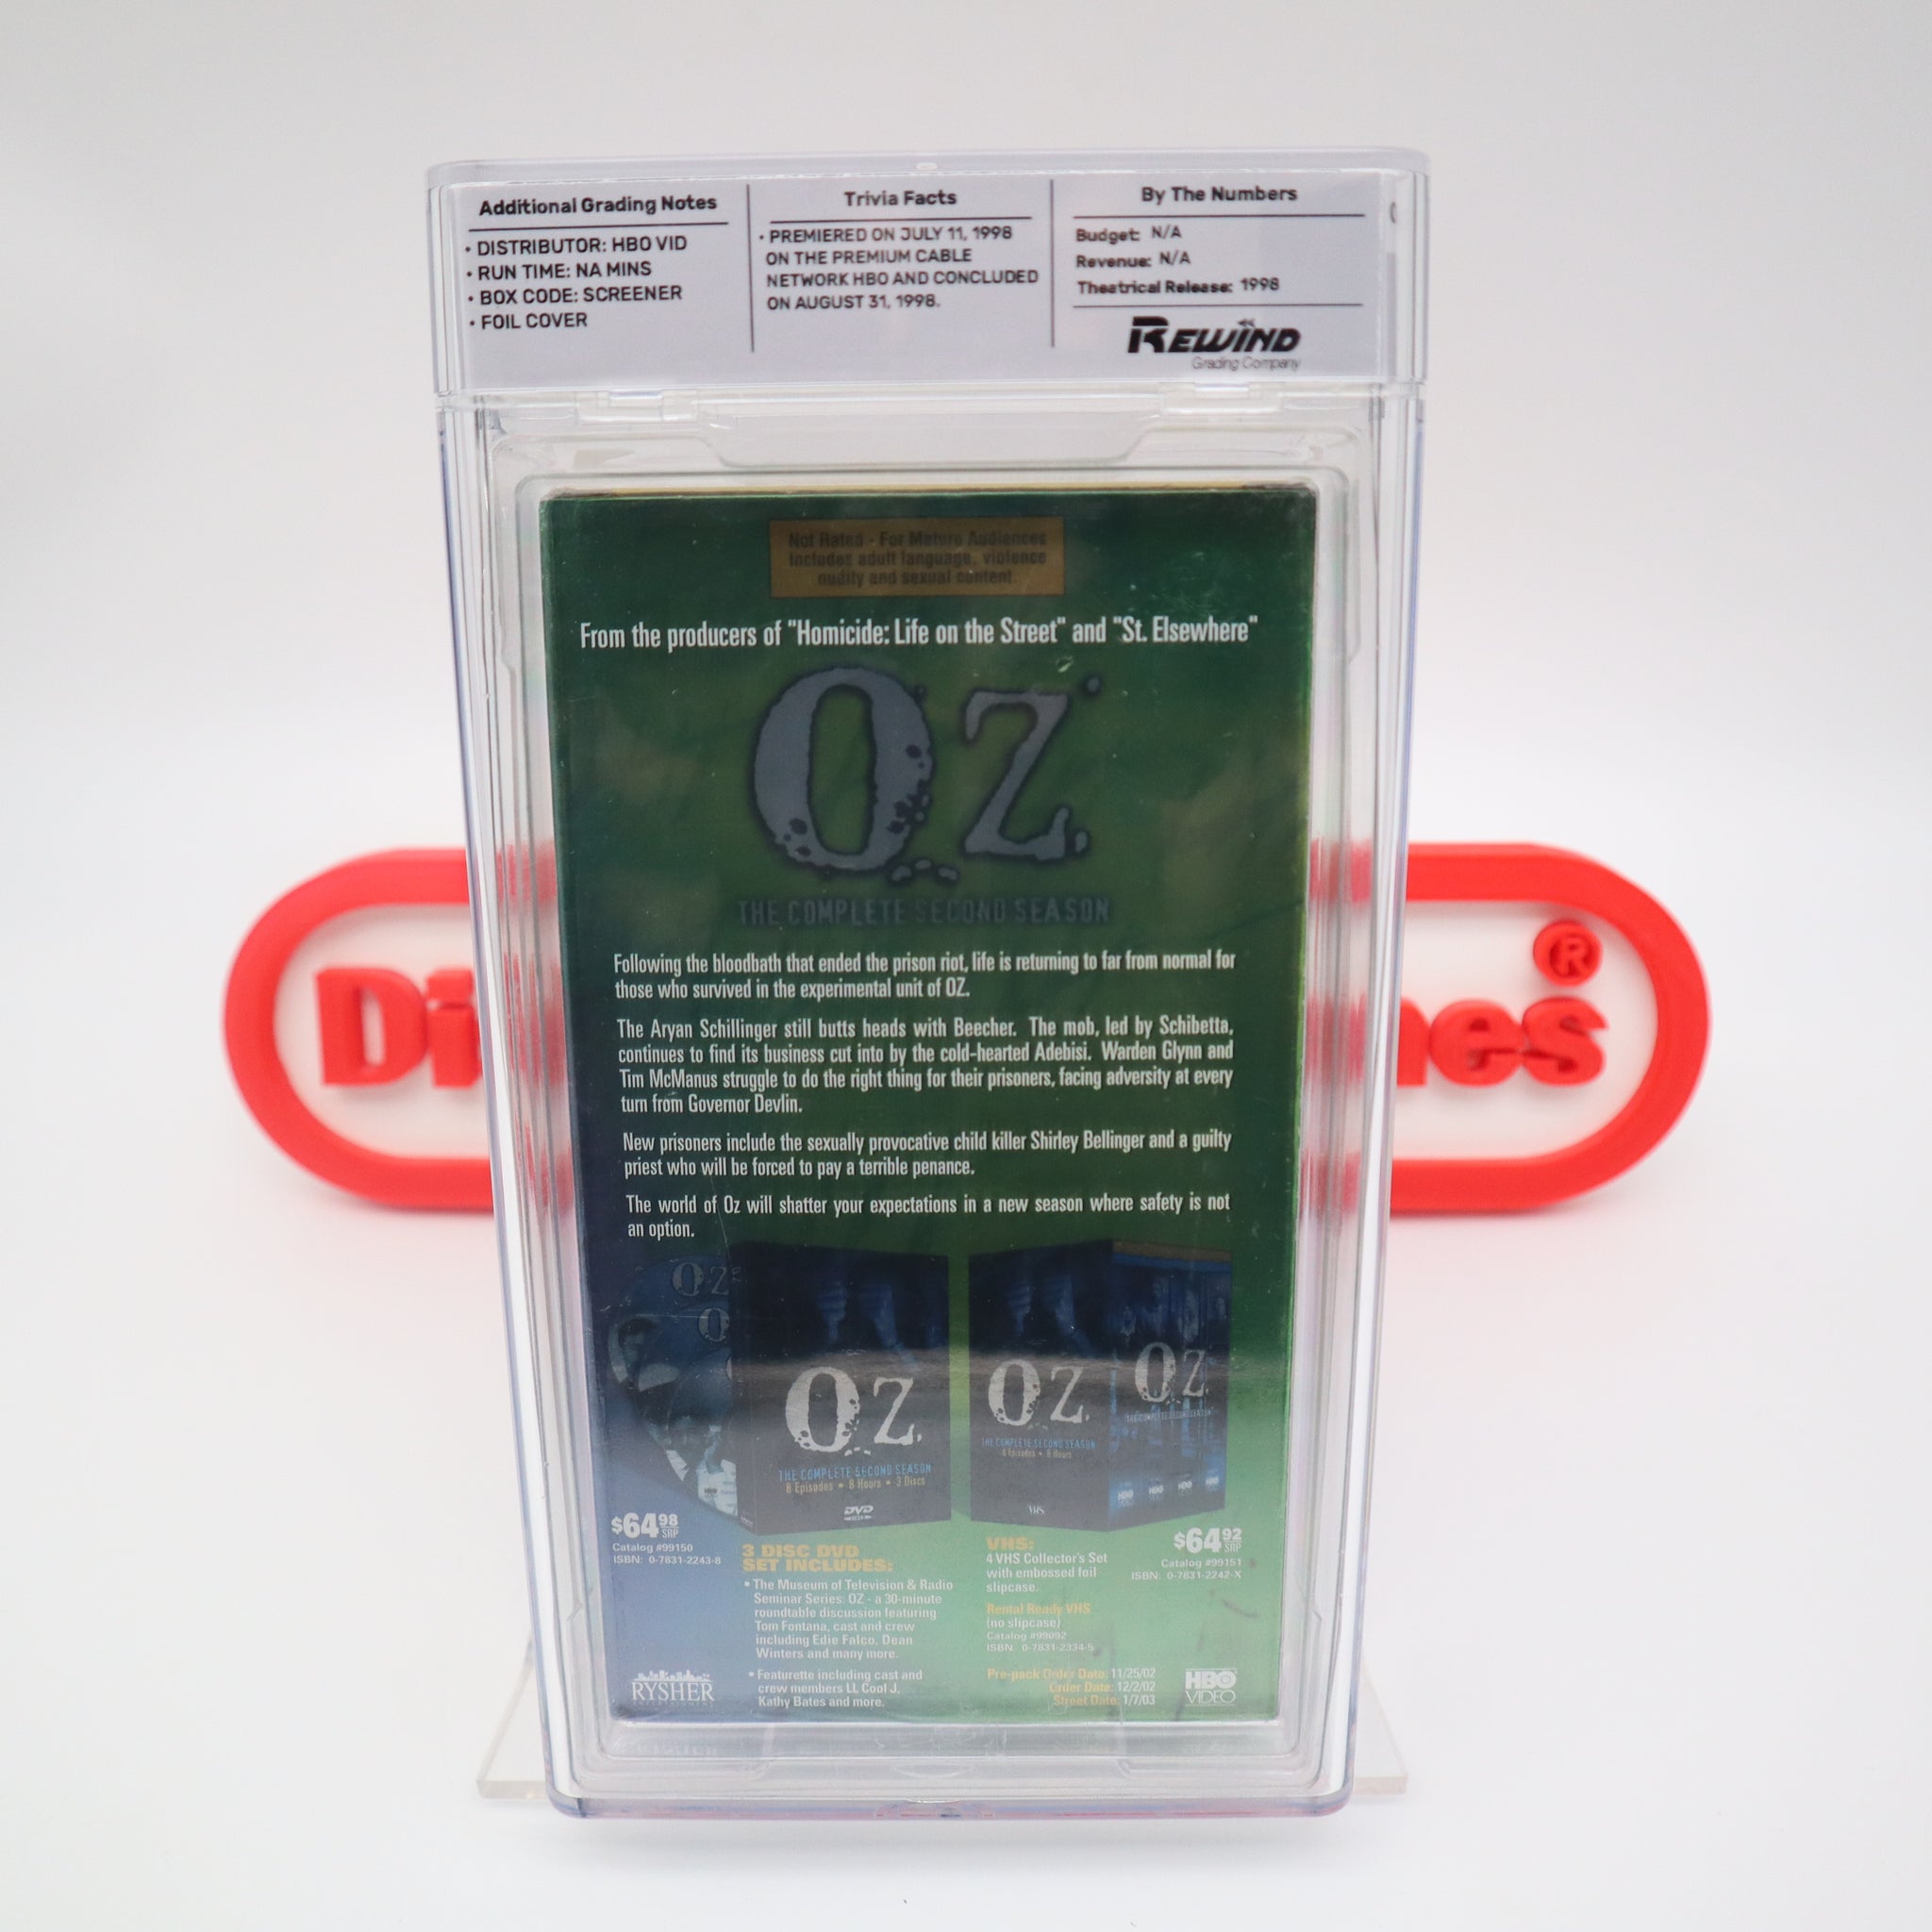 Additional Grading Notes
• DISTRIBUTOR: HBO VID
• RUN TIME: NA MINS
• BOX CODE: SCREENER
• FOIL COVER
Trivia Facts
• PREMIERED ON JULY 11, 1998
ON THE PREMIUM CABLE
NETWORK HBO AND CONCLUDED
ON AUGUST 31, 1998.
By The Numbers
Budget: N/A
Revenue: N/A
Theatrical Release: 1998
REWIND
Grading Company
Not Rated - For Mature Audiences
Includes adult language, violence
nudity and sexual content.
From the producers of "Homicide: Life on the Street" and "St. Elsewhere"
OZ
THE COMPLETE SECOND SEASON
Following the bloodbath that ended the prison riot, life is returning to far from normal for
those who survived in the experimental unit of OZ.
The Aryan Schillinger still butts heads with Beecher. The mob, led by Schibetta,
continues to find its business cut into by the cold-hearted Adebisi. Warden Glynn and
Tim McManus struggle to do the right thing for their prisoners, facing adversity at every
turn from Governor Devlin.
New prisoners include the sexually provocative child killer Shirley Bellinger and a guilty
priest who will be forced to pay a terrible penance.
The world of Oz will shatter your expectations in a new season where safety is not
an option.
OZ
OZ
THE COMPLETE SECOND SEASON
8 Episodes • 8 Hours • 3 Discs
DVD
OZ
THE COMPLETE SECOND SEASON
8 Episodes • 8 Hours
VHS
OZ
THE COMPLETE SECOND SEASON
HBO HBO HBO HBO
$64.98
SRP
Catalog #99150
ISBN: 0-7831-2243-8
3 DISC DVD
SET INCLUDES:
• The Museum of Television & Radio
Seminar Series: OZ - a 30-minute
roundtable discussion featuring
Tom Fontana, cast and crew
including Edie Falco, Dean
Winters and many more.
• Featurette including cast and
crew members LL Cool J,
Kathy Bates and more.
VHS:
4 VHS Collector's Set
with embossed foil
slipcase.
Rental Ready VHS
(no slipcase)
Catalog #99092
ISBN: 0-7831-2334-5
$64.92
SRP
Catalog #99151
ISBN: 0-7831-2242-X
Pre-pack Order Date: 11/25/02
Order Date: 12/2/02
Street Date: 1/7/03
RYSHER
ENTERTAINMENT
HBO
VIDEO
Di
mes®